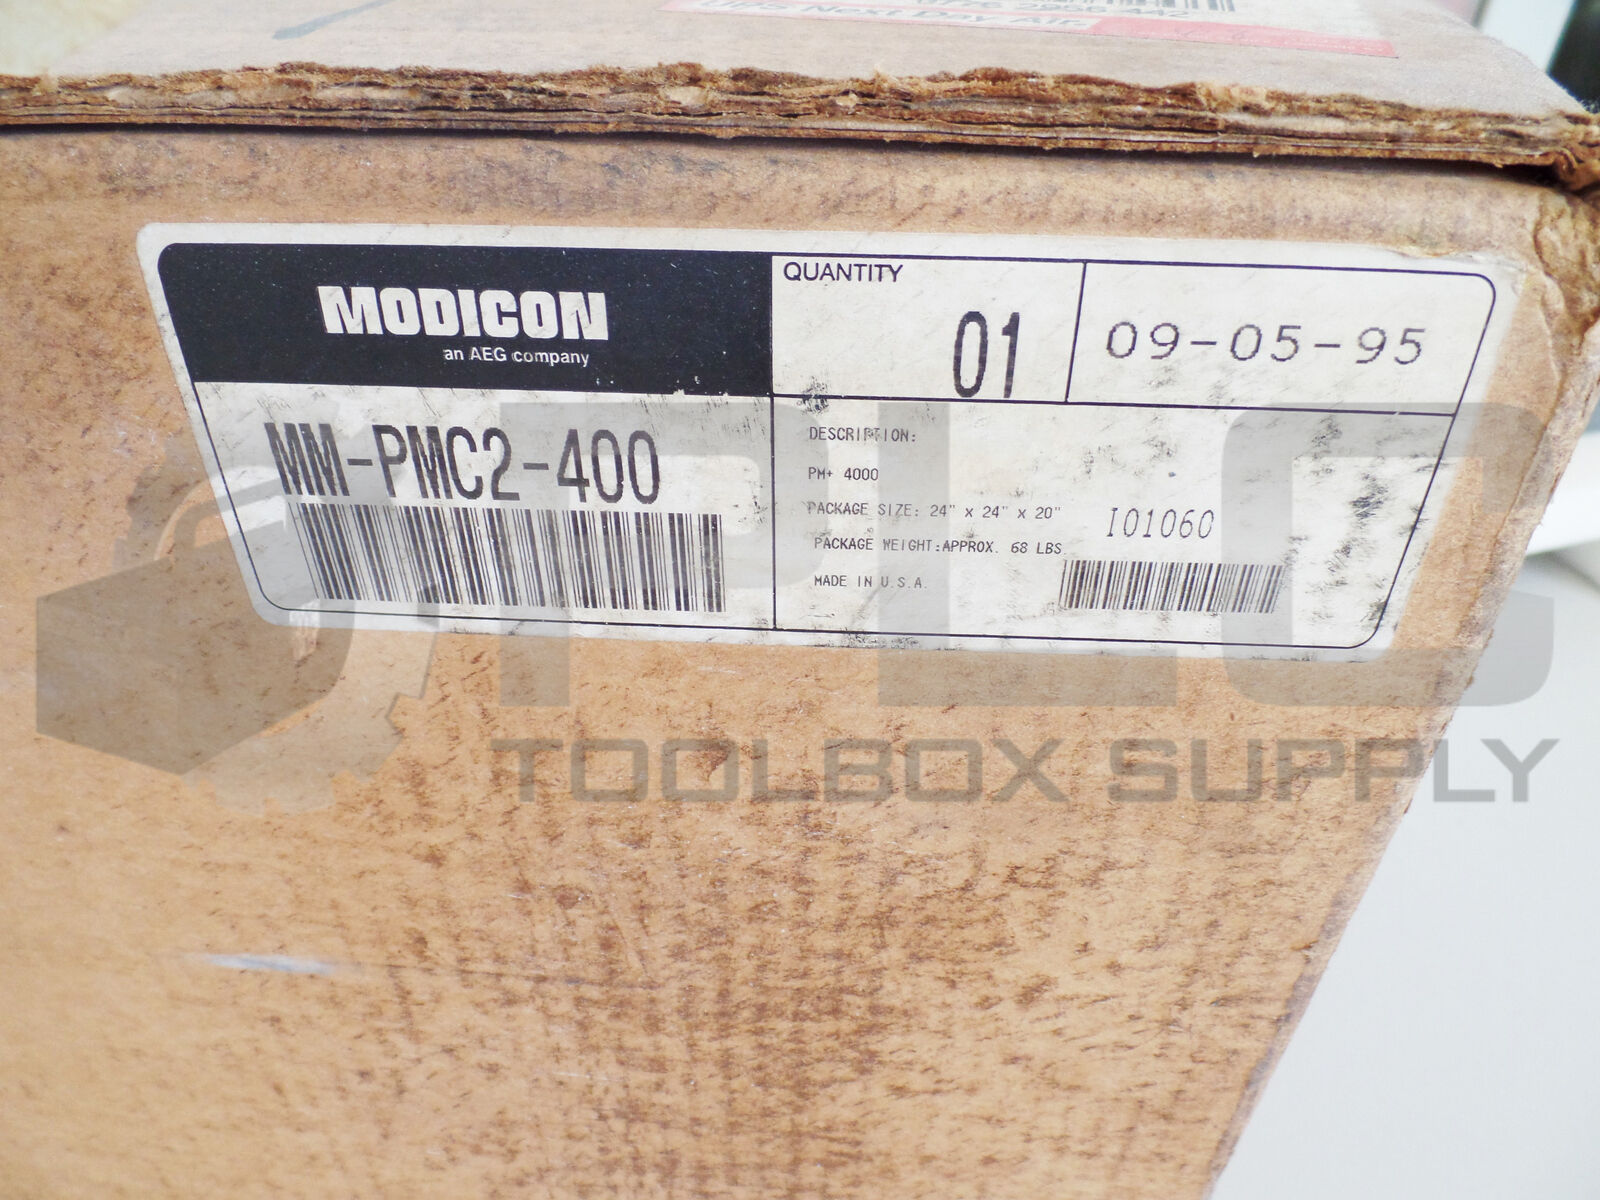 UPS Next Day Air
MODICON
an AEG company
QUANTITY
01
09-05-95
MM-PMC2-400
DESCRIPTION:
PM+ 4000
PACKAGE SIZE: 24" x 24" x 20"
PACKAGE WEIGHT:APPROX. 68 LBS
MADE IN U.S.A.
I01060
PLC
TOOLBOX SUPPLY